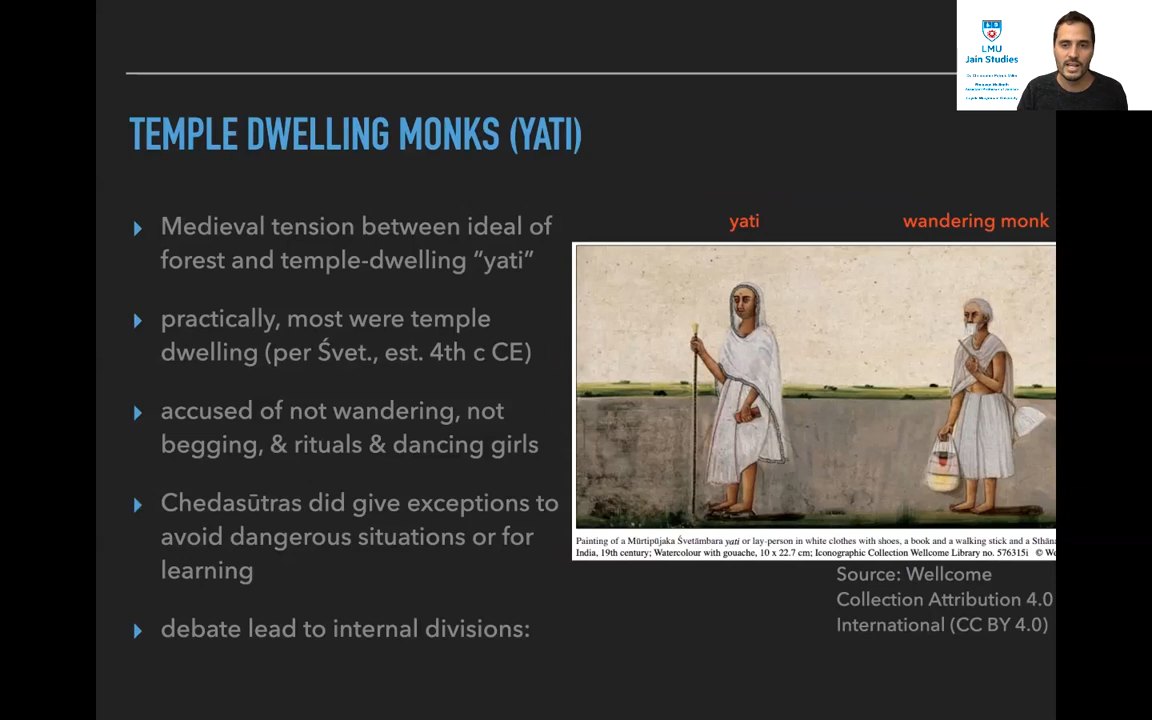 LMU
Jain Studies
TEMPLE DWELLING MONKS (YATI)
Medieval tension between ideal of
forest and temple-dwelling “yati”
practically, most were temple
dwelling (per Śvet., est. 4th c CE)
accused of not wandering, not
begging, & rituals & dancing girls
Chedasūtras did give exceptions to
avoid dangerous situations or for
learning
debate lead to internal divisions:
yati
wandering monk
Painting of a Mūrtipūjaka Śvetāmbara yati or lay-person in white clothes with shoes, a book and a walking stick and a
India, 19th century; Watercolour with gouache, 10 x 22.7 cm; Iconographic Collection Wellcome Library no. 576315i ©
Source: Wellcome
Collection Attribution 4.0
International (CC BY 4.0)